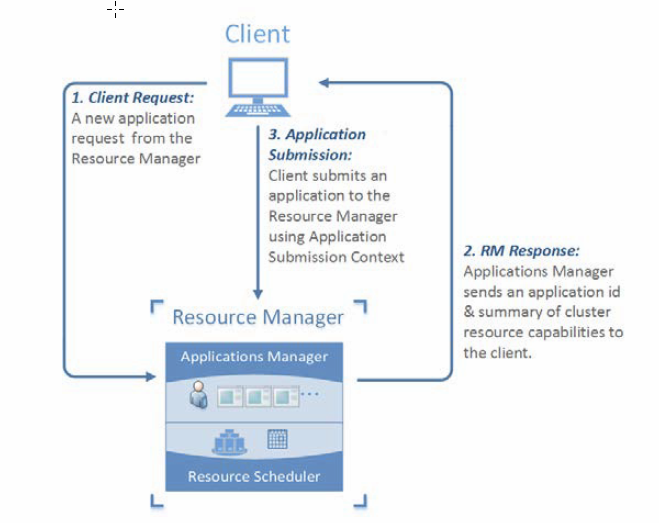 Client
1. Client Request:
A new application
request from the
Resource Manager
3. Application
Submission:
Client submits an
application to the
Resource Manager
using Application
Submission Context
2. RM Response:
Applications Manager
sends an application id
& summary of cluster
resource capabilities to
the client.
Resource Manager
Applications Manager
...
Resource Scheduler